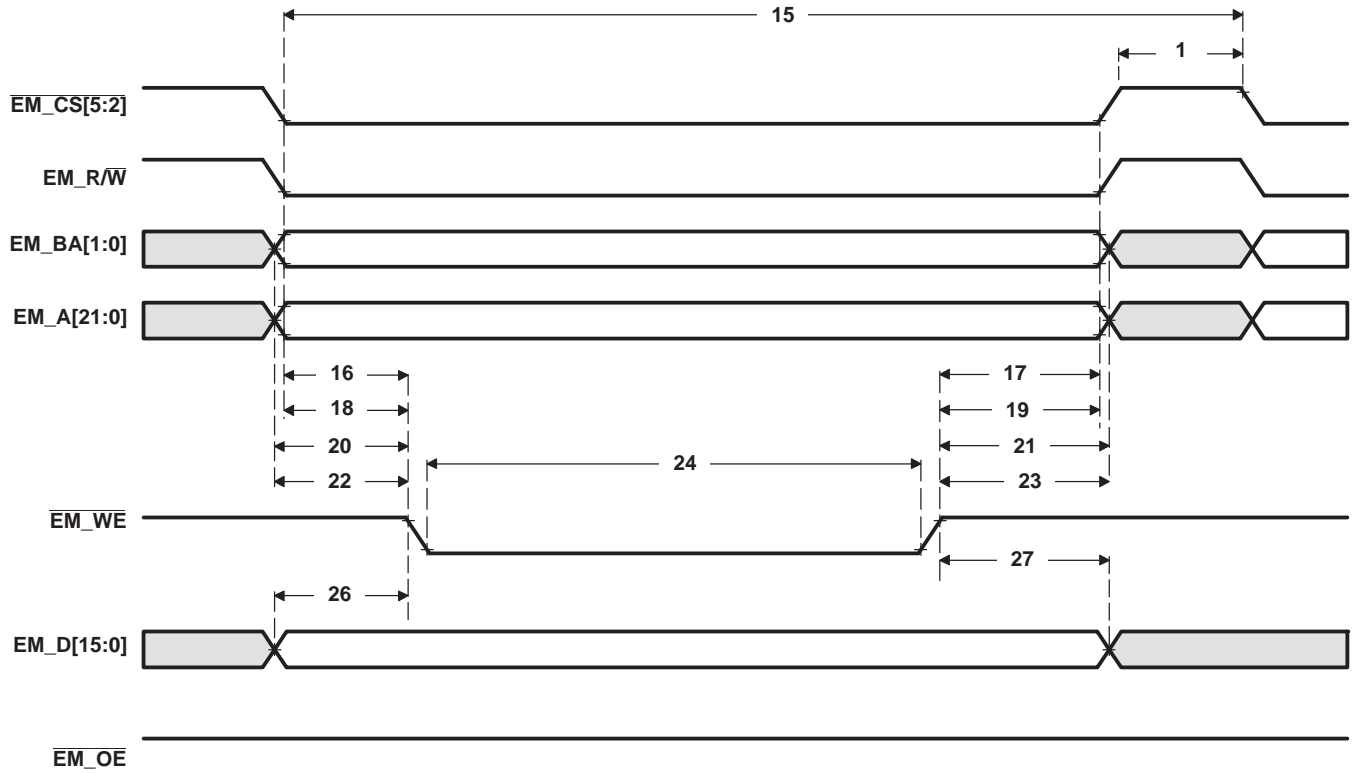 15
1
EM_CS[5:2]
EM_R/W
EM_BA[1:0]
EM_A[21:0]
16
17
18
19
20
21
24
22
23
EM_WE
27
26
EM_D[15:0]
EM_OE